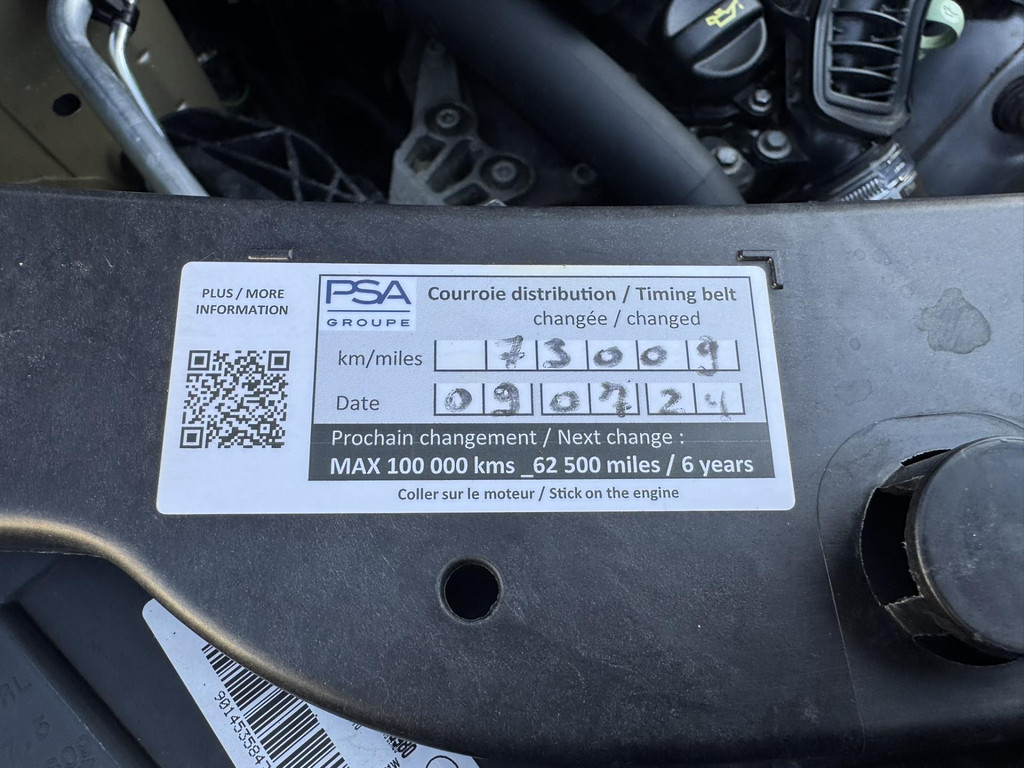 PLUS / MORE
INFORMATION
PSA
GROUPE
Courroie distribution / Timing belt
changée / changed
km/miles 73009
Date 090724
Prochain changement / Next change :
MAX 100 000 kms _62 500 miles / 6 years
Coller sur le moteur / Stick on the engine